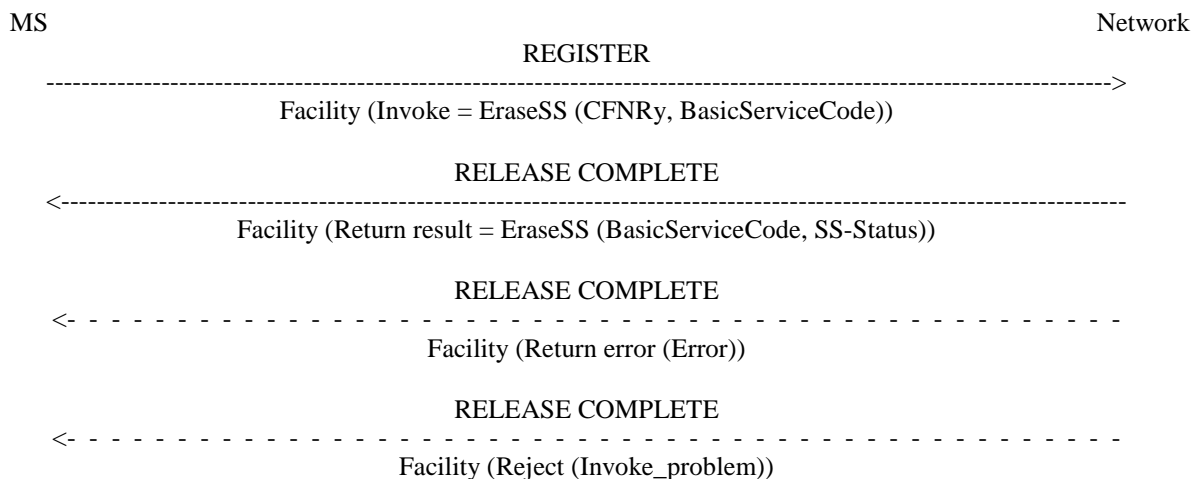 MS Network
REGISTER
Facility (Invoke = EraseSS (CFNRy, BasicServiceCode))
RELEASE COMPLETE
Facility (Return result = EraseSS (BasicServiceCode, SS-Status))
RELEASE COMPLETE
Facility (Return error (Error))
RELEASE COMPLETE
Facility (Reject (Invoke_problem))